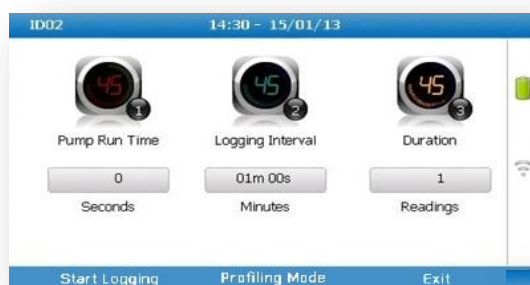 ID02 14:30 - 15/01/13
45 1 45 2 45 3
Pump Run Time Logging Interval Duration
0 01m 00s 1
Seconds Minutes Readings
Start Logging Profiling Mode Exit